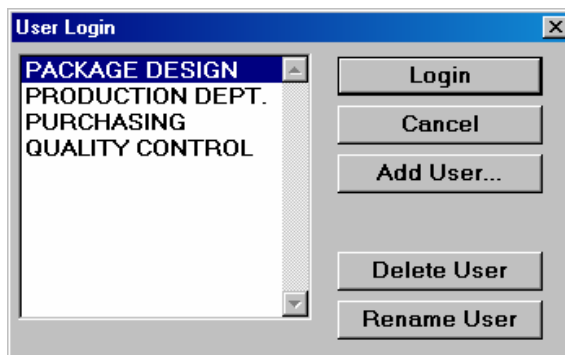 User Login
PACKAGE DESIGN
PRODUCTION DEPT.
PURCHASING
QUALITY CONTROL
Login
Cancel
Add User...
Delete User
Rename User